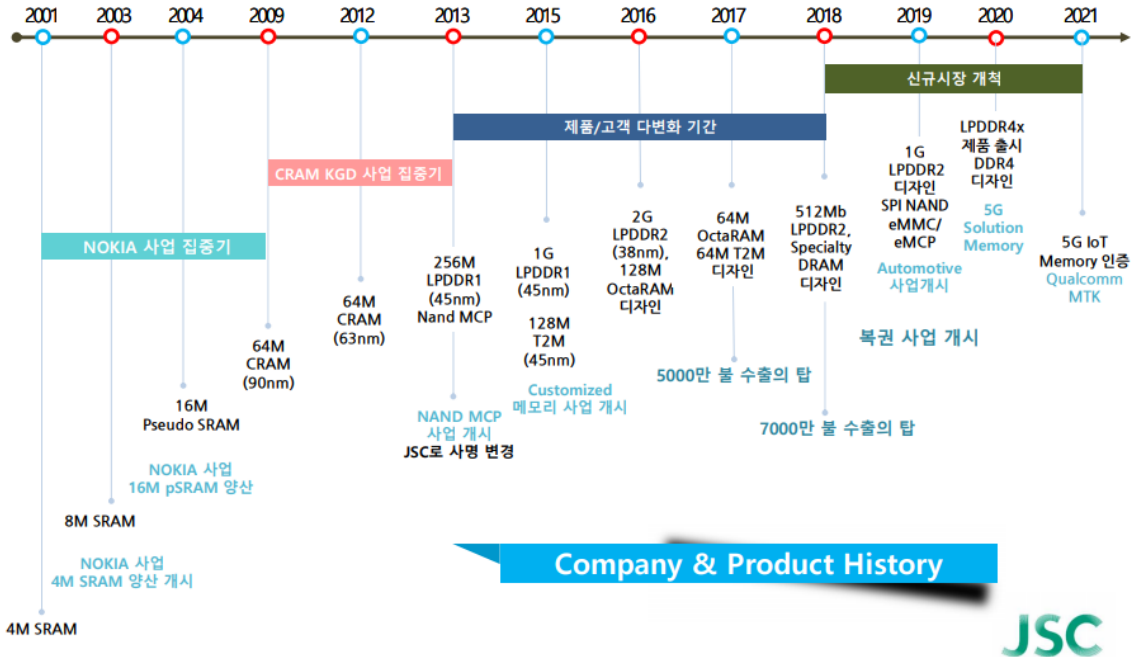 2001 2003 2004 2009 2012 2013 2015 2016 2017 2018 2019 2020 2021
신규시장 개척
제품/고객 다변화 기간
CRAM KGD 사업 집중기
NOKIA 사업 집중기
4M SRAM
NOKIA 사업
4M SRAM 양산 개시
8M SRAM
NOKIA 사업
16M pSRAM 양산
16M
Pseudo SRAM
64M
CRAM
(90nm)
64M
CRAM
(63nm)
256M
LPDDR1
(45nm)
Nand MCP
NAND MCP
사업 개시
JSC로 사명 변경
1G
LPDDR1
(45nm)
128M
T2M
(45nm)
Customized
메모리 사업 개시
2G
LPDDR2
(38nm),
128M
OctaRAM
디자인
64M
OctaRAM
64M T2M
디자인
5000만 불 수출의 탑
512Mb
LPDDR2,
Specialty
DRAM
디자인
7000만 불 수출의 탑
1G
LPDDR2
디자인
SPI NAND
eMMC/
eMCP
Automotive
사업개시
복권 사업 개시
LPDDR4x
제품 출시
DDR4
디자인
5G
Solution
Memory
5G IoT
Memory 인증
Qualcomm
MTK
Company & Product History
JSC